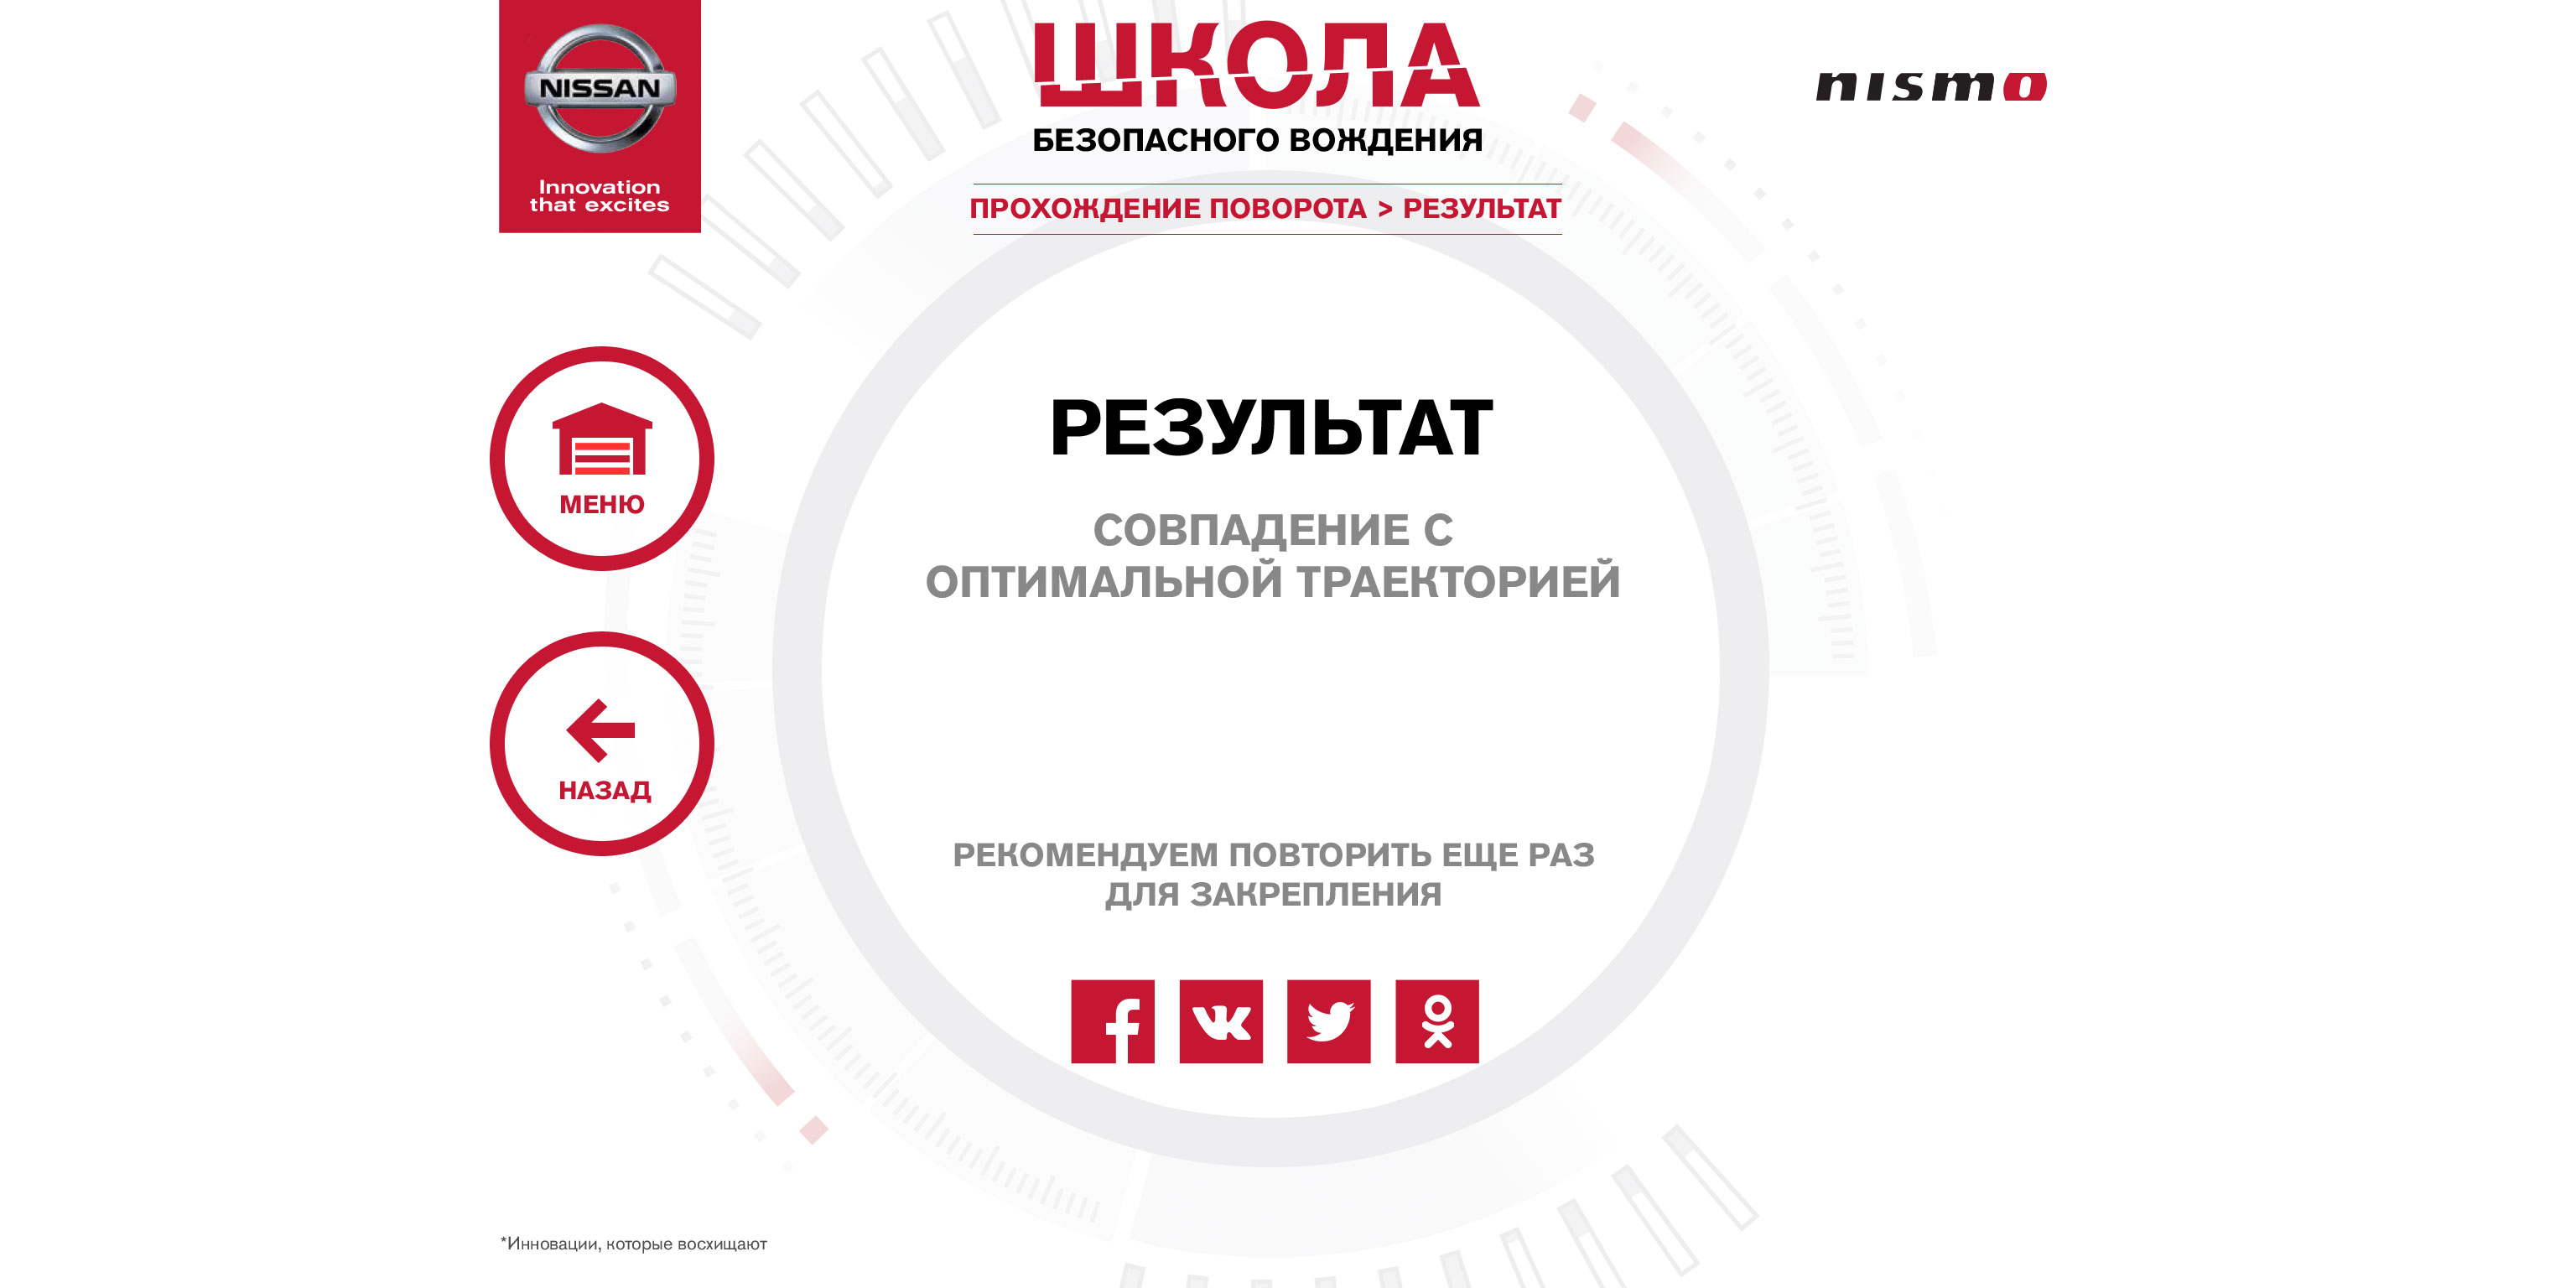 NISSAN
Innovation
that excites
ШКОЛА
БЕЗОПАСНОГО ВОЖДЕНИЯ
nismo
ПРОХОЖДЕНИЕ ПОВОРОТА > РЕЗУЛЬТАТ
МЕНЮ
НАЗАД
РЕЗУЛЬТАТ
СОВПАДЕНИЕ С
ОПТИМАЛЬНОЙ ТРАЕКТОРИЕЙ
РЕКОМЕНДУЕМ ПОВТОРИТЬ ЕЩЕ РАЗ
ДЛЯ ЗАКРЕПЛЕНИЯ
*Инновации, которые восхищают